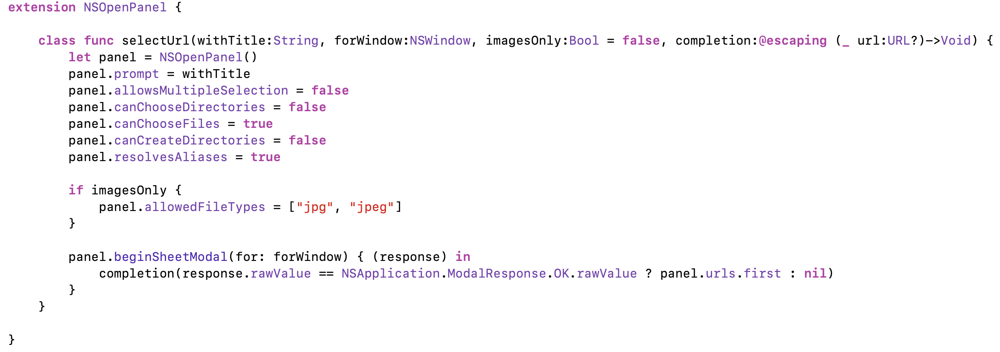 extension NSOpenPanel {
    class func selectUrl(withTitle:String, forWindow:NSWindow, imagesOnly:Bool = false, completion:@escaping (_ url:URL?)->Void) {
        let panel = NSOpenPanel()
        panel.prompt = withTitle
        panel.allowsMultipleSelection = false
        panel.canChooseDirectories = false
        panel.canChooseFiles = true
        panel.canCreateDirectories = false
        panel.resolvesAliases = true
        if imagesOnly {
            panel.allowedFileTypes = ["jpg", "jpeg"]
        }
        panel.beginSheetModal(for: forWindow) { (response) in
            completion(response.rawValue == NSApplication.ModalResponse.OK.rawValue ? panel.urls.first : nil)
        }
    }
}